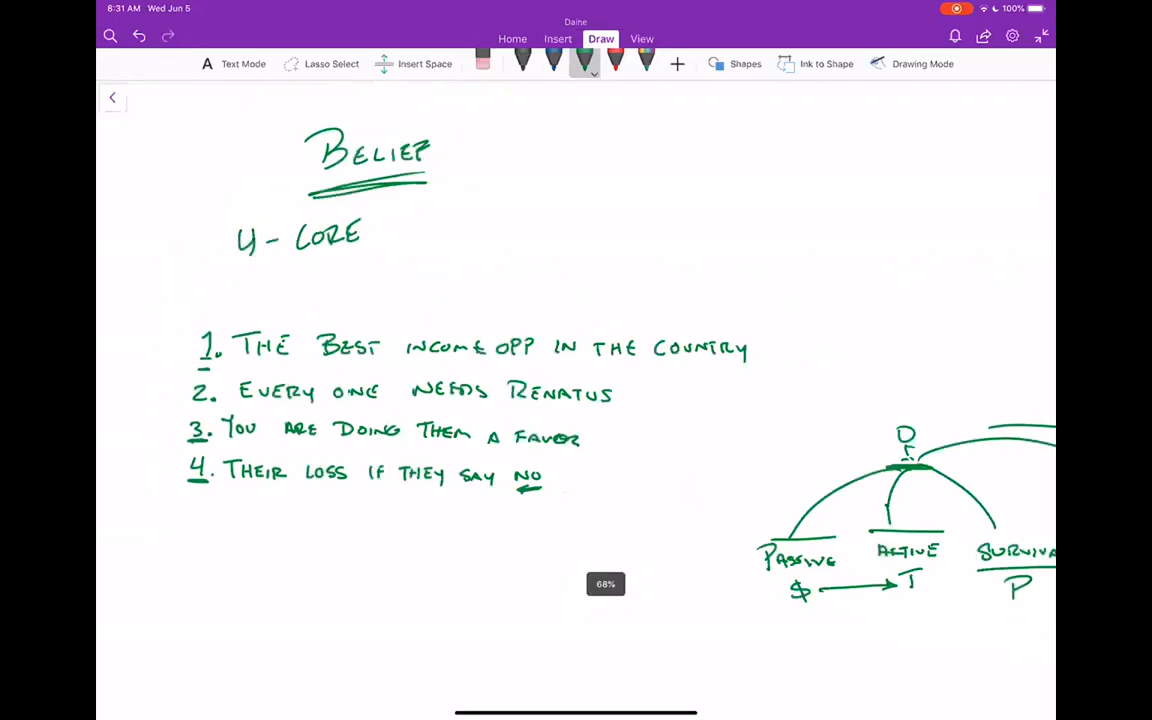 8:31 AM Wed Jun 5
100%
Daine
Home Insert Draw View
Text Mode Lasso Select Insert Space Shapes Ink to Shape Drawing Mode
BELIEF
4 - CORE
1. THE BEST INCOME OPP IN THE COUNTRY
2. EVERY ONE NEEDS RENATUS
3. YOU ARE DOING THEM A FAVOR
4. THEIR LOSS IF THEY SAY NO
PASSIVE ACTIVE SURVIVA
$ T P
68%